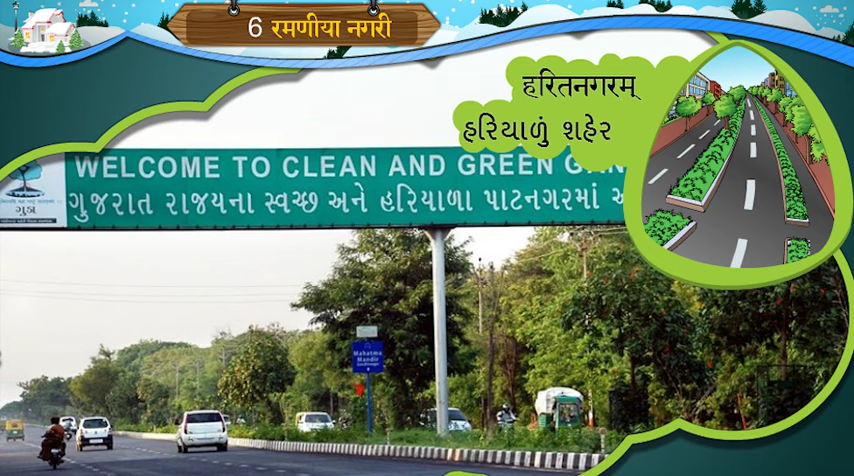 6 रमणीया नगरी
हरितनगरम्
હરિયાળું શહેર
WELCOME TO CLEAN AND GREEN
ગુજરાત રાજ્યના સ્વચ્છ અને હરિયાળા પાટનગરમાં
ગુડા
Mahatma
Mandir